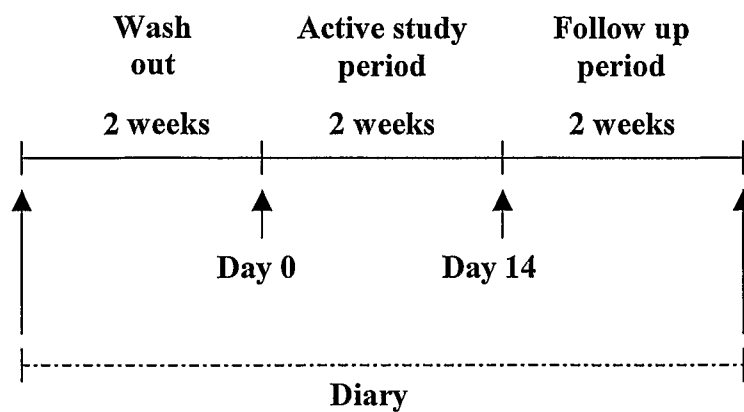 Wash Active study Follow up
out period period
2 weeks 2 weeks 2 weeks
Day 0 Day 14
Diary